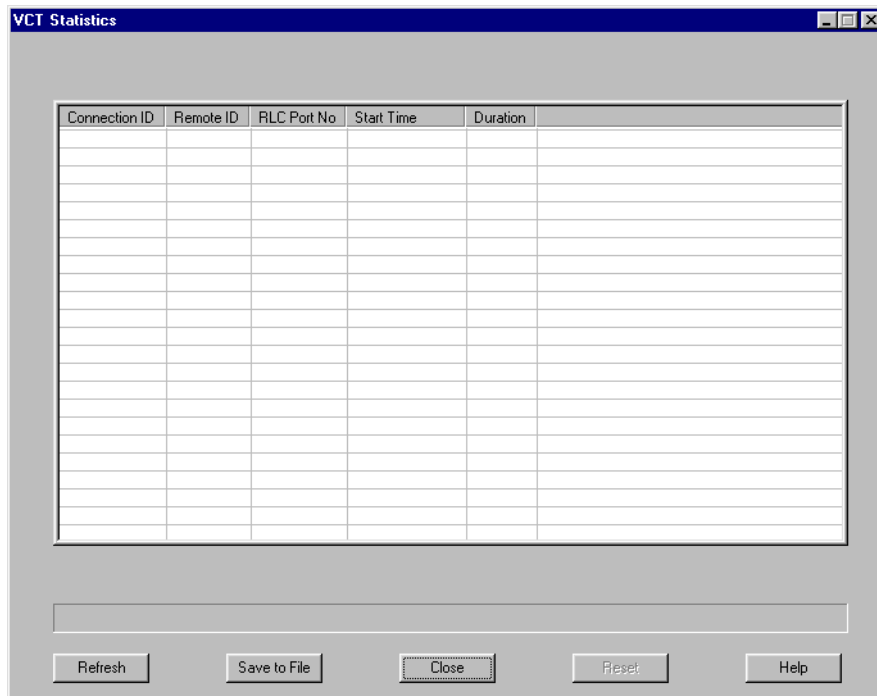 VCT Statistics
Connection ID Remote ID RLC Port No Start Time Duration
Refresh Save to File Close Reset Help